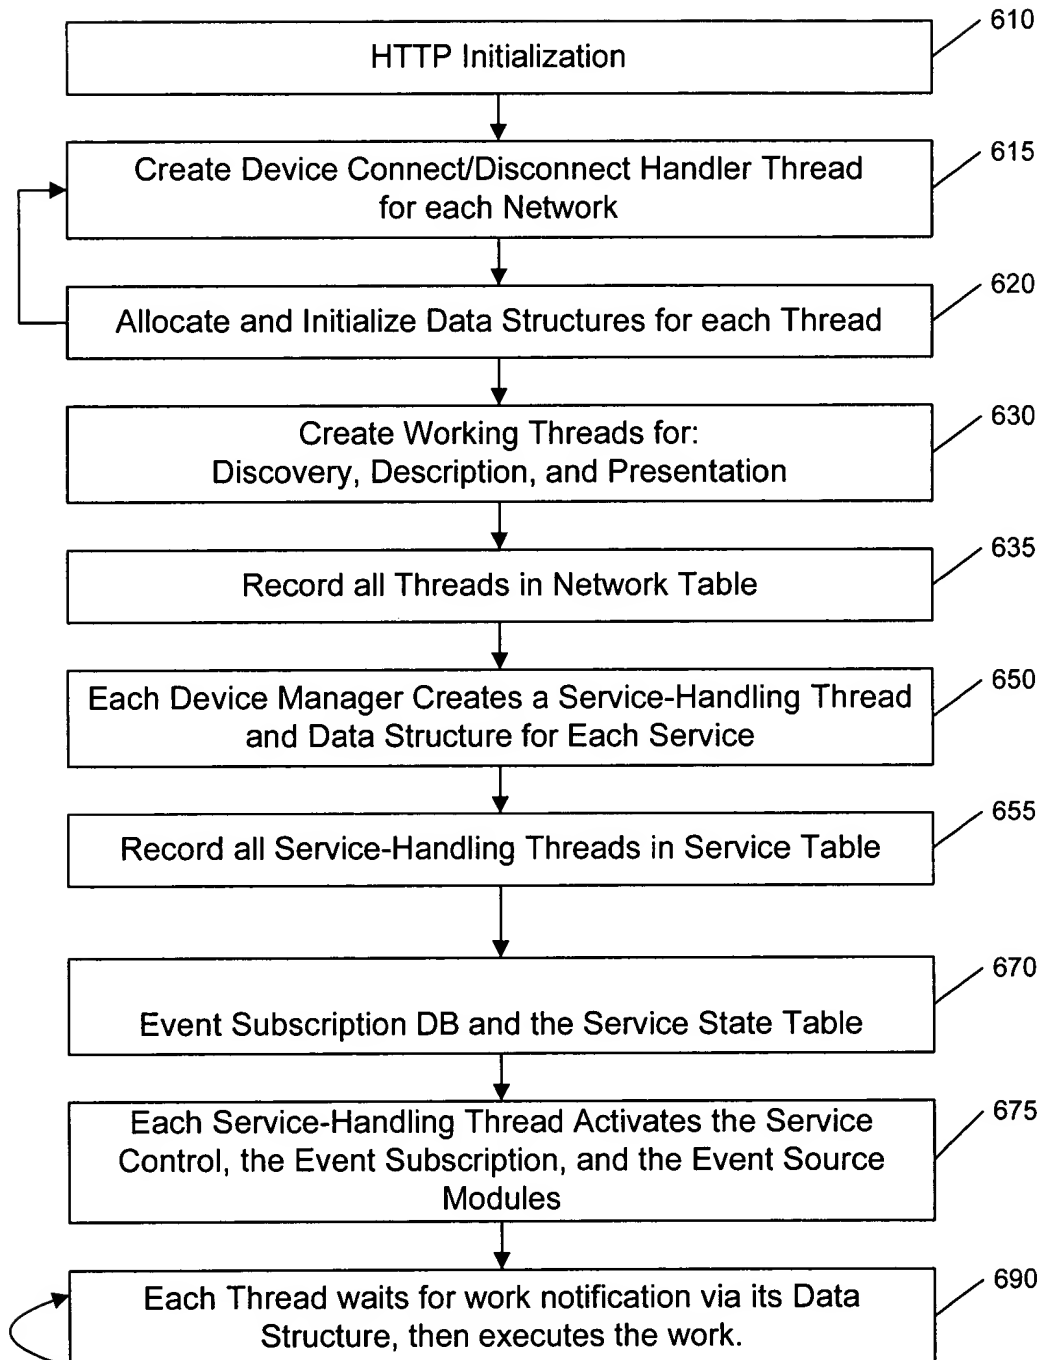 610
HTTP Initialization
615
Create Device Connect/Disconnect Handler Thread
for each Network
620
Allocate and Initialize Data Structures for each Thread
630
Create Working Threads for:
Discovery, Description, and Presentation
635
Record all Threads in Network Table
650
Each Device Manager Creates a Service-Handling Thread
and Data Structure for Each Service
655
Record all Service-Handling Threads in Service Table
670
Event Subscription DB and the Service State Table
675
Each Service-Handling Thread Activates the Service
Control, the Event Subscription, and the Event Source
Modules
690
Each Thread waits for work notification via its Data
Structure, then executes the work.